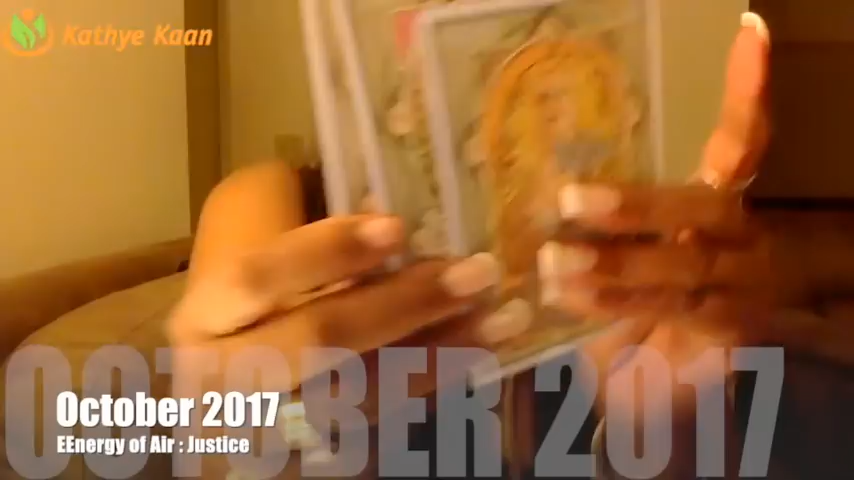 Kathye Kaan
OCTOBER 2017
October 2017
EEnergy of Air : Justice